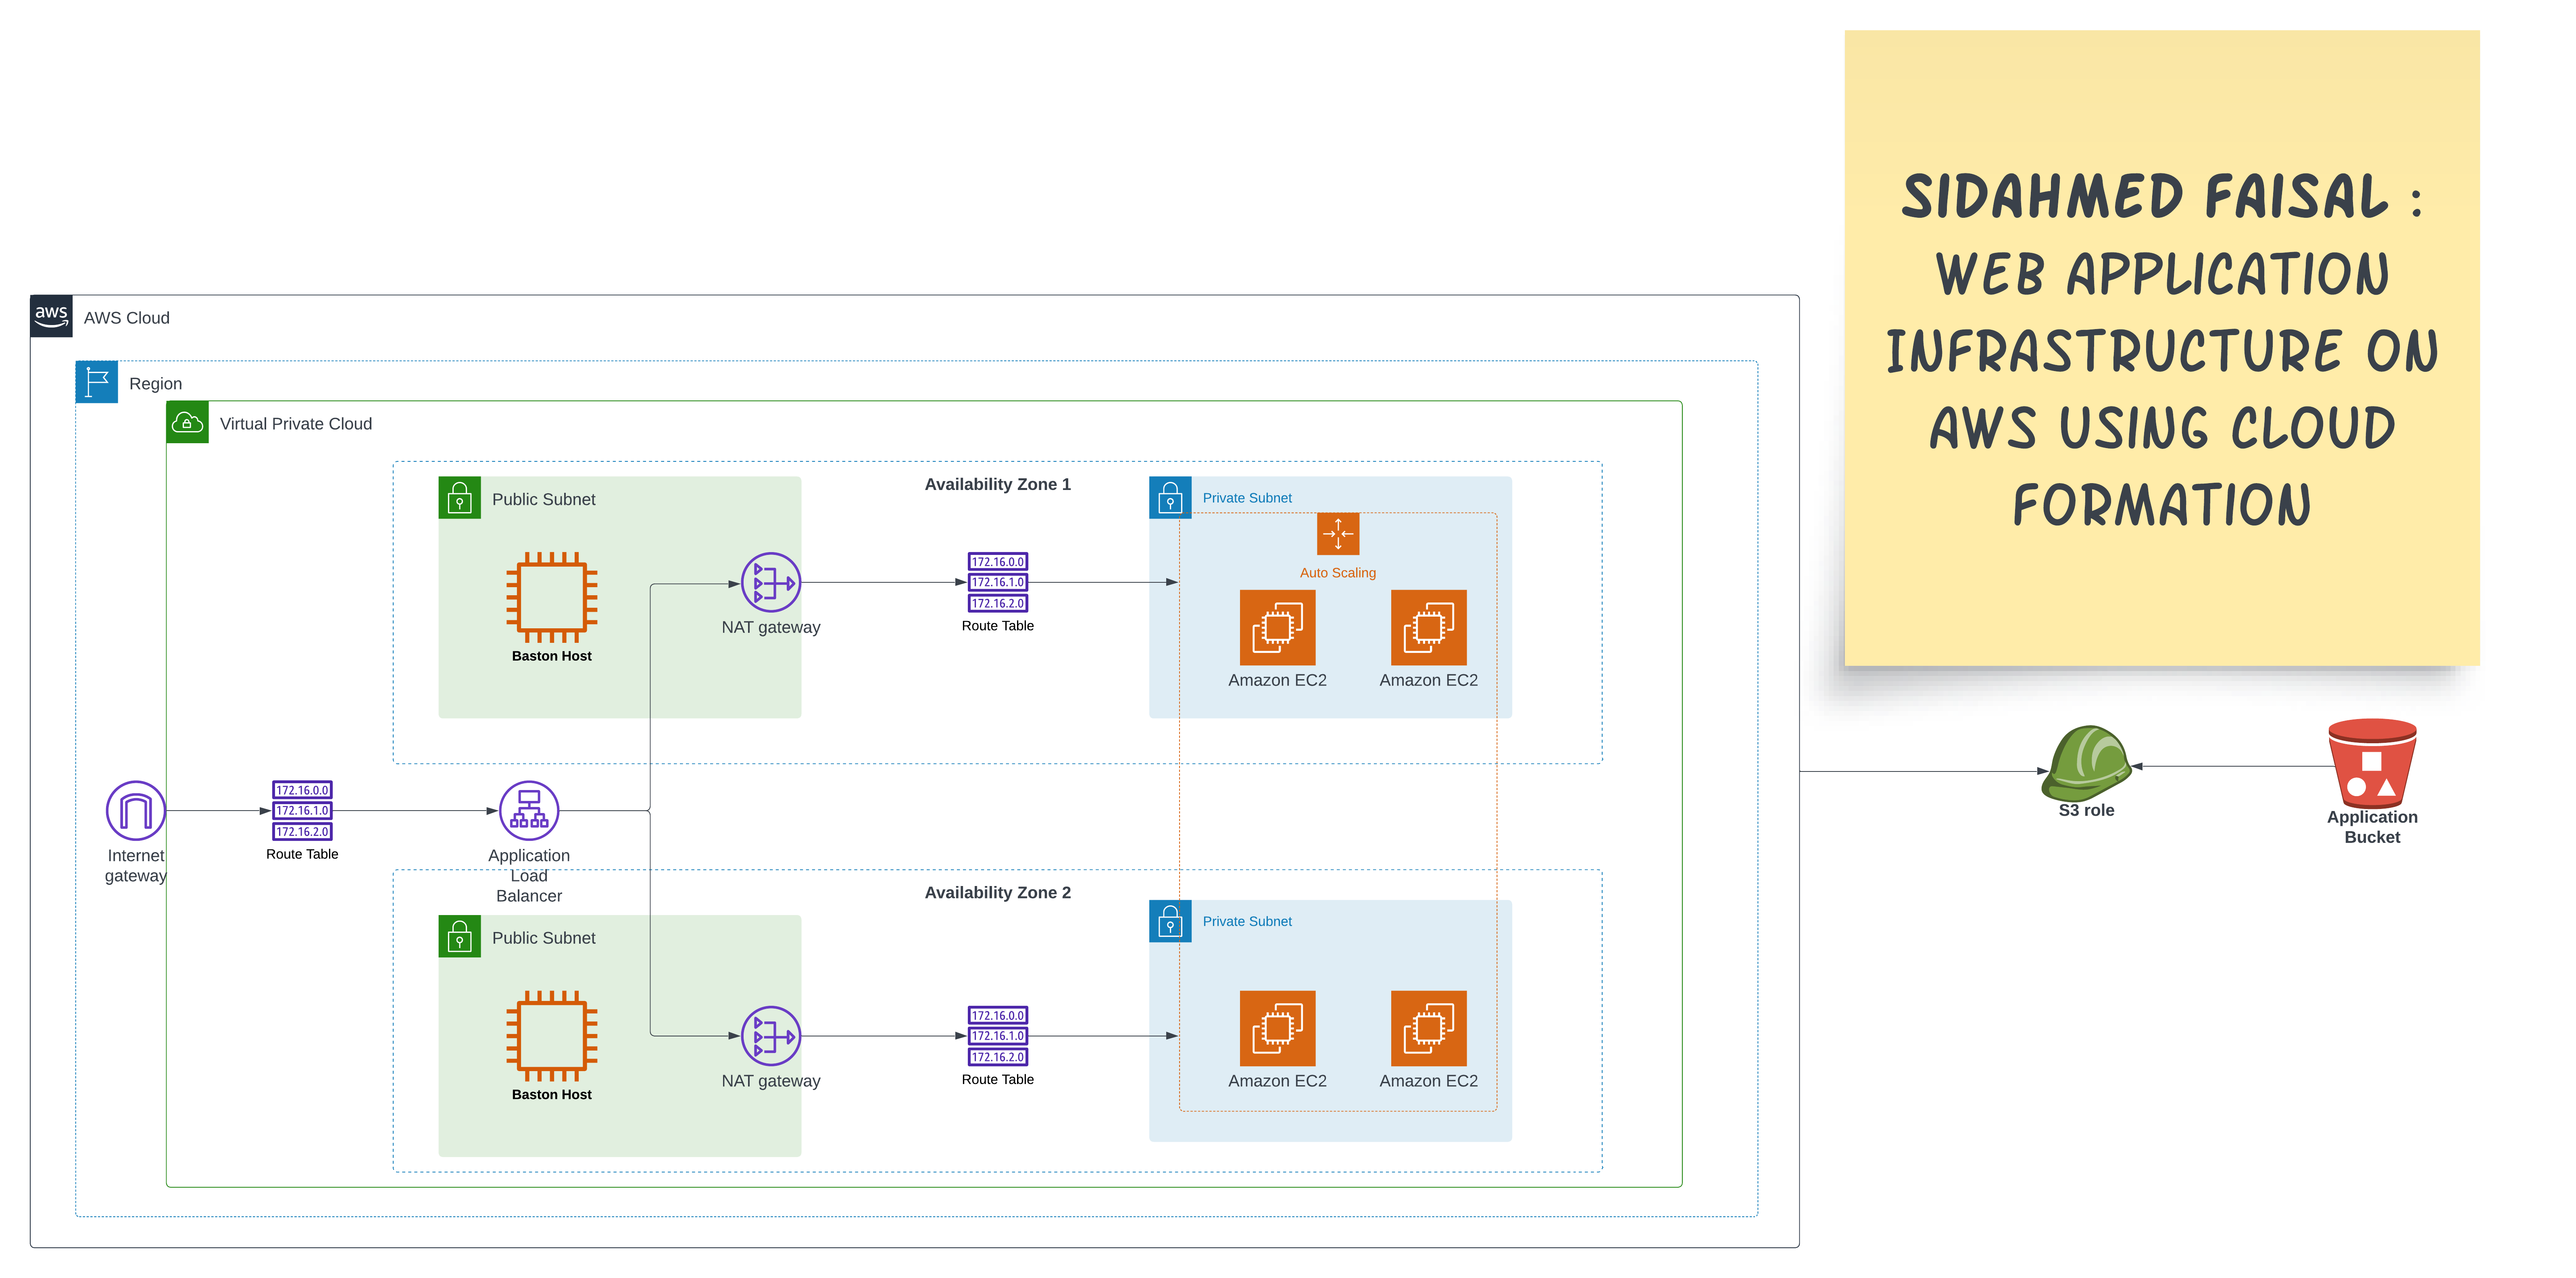 SIDAHMED FAISAL :
WEB APPLICATION
INFRASTRUCTURE ON
AWS USING CLOUD
FORMATION
aws
AWS Cloud
Region
Virtual Private Cloud
Availability Zone 1
Public Subnet
Baston Host
NAT gateway
172.16.0.0
172.16.1.0
172.16.2.0
Route Table
Private Subnet
Auto Scaling
Amazon EC2
Amazon EC2
Internet
gateway
172.16.0.0
172.16.1.0
172.16.2.0
Route Table
Application
Load
Balancer
Availability Zone 2
Public Subnet
Baston Host
NAT gateway
172.16.0.0
172.16.1.0
172.16.2.0
Route Table
Private Subnet
Amazon EC2
Amazon EC2
S3 role
Application
Bucket